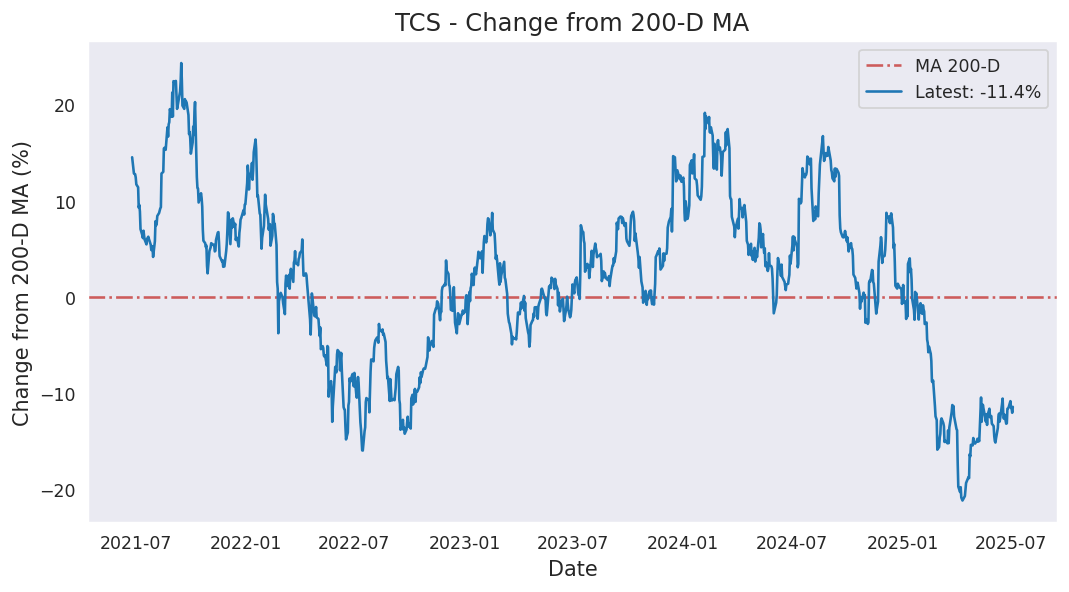 TCS - Change from 200-D MA
MA 200-D
Latest: -11.4%
Change from 200-D MA (%)
20
10
0
−10
−20
2021-07 2022-01 2022-07 2023-01 2023-07 2024-01 2024-07 2025-01 2025-07
Date